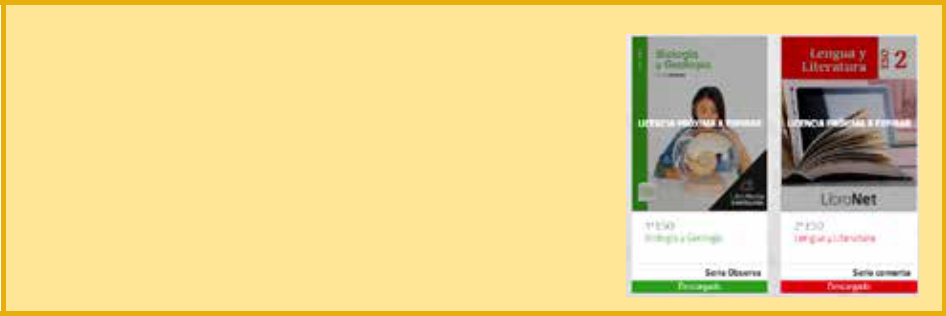 Biología
y Geología
LICENCIA PRÓXIMA A EXPIRAR
1º ESO
Biología y Geología
Serie Observa
Descargado
Lengua y
Literatura
ESO 2
LICENCIA PRÓXIMA A EXPIRAR
LibroNet
2º ESO
Lengua y Literatura
Serie comenta
Descargado